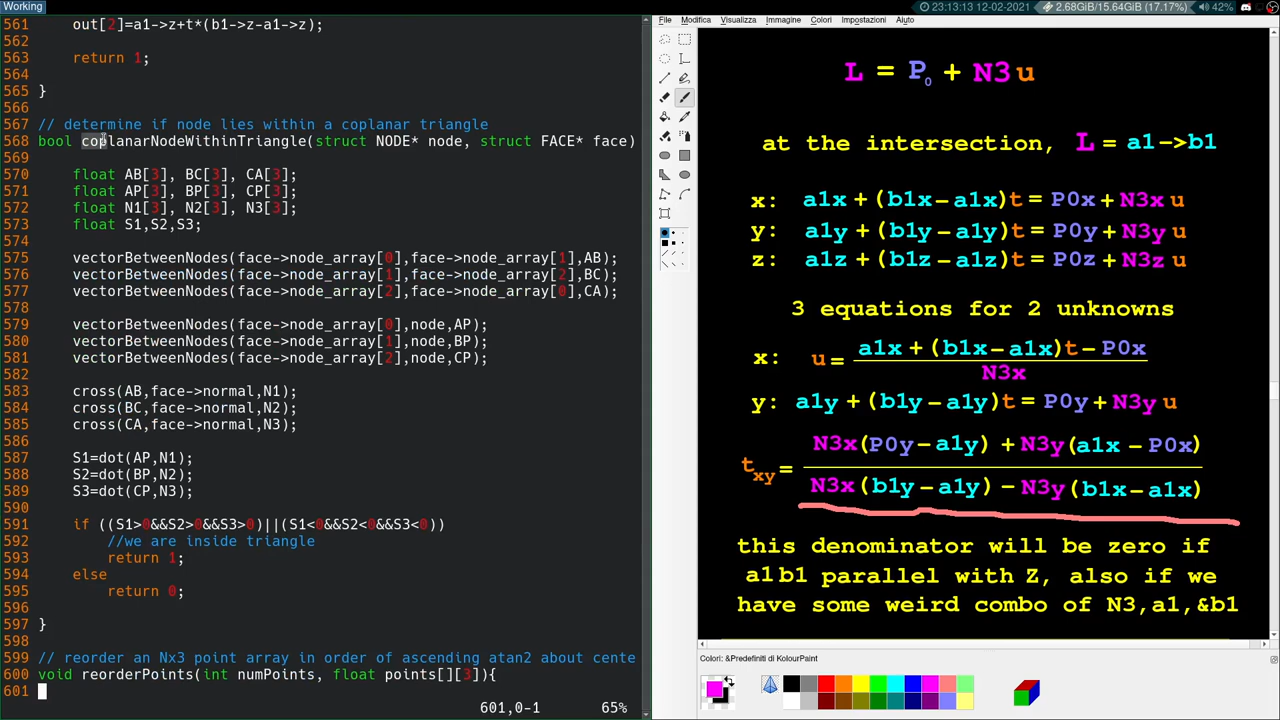 Working
23:13:13 12-02-2021
2.68GiB/15.64GiB (17.17%)
42%
561 out[2]=a1->z+t*(b1->z-a1->z);
562
563 return 1;
564
565 }
566
567 // determine if node lies within a coplanar triangle
568 bool coplanarNodeWithinTriangle(struct NODE* node, struct FACE* face)
569
570 float AB[3], BC[3], CA[3];
571 float AP[3], BP[3], CP[3];
572 float N1[3], N2[3], N3[3];
573 float S1,S2,S3;
574
575 vectorBetweenNodes(face->node_array[0],face->node_array[1],AB);
576 vectorBetweenNodes(face->node_array[1],face->node_array[2],BC);
577 vectorBetweenNodes(face->node_array[2],face->node_array[0],CA);
578
579 vectorBetweenNodes(face->node_array[0],node,AP);
580 vectorBetweenNodes(face->node_array[1],node,BP);
581 vectorBetweenNodes(face->node_array[2],node,CP);
582
583 cross(AB,face->normal,N1);
584 cross(BC,face->normal,N2);
585 cross(CA,face->normal,N3);
586
587 S1=dot(AP,N1);
588 S2=dot(BP,N2);
589 S3=dot(CP,N3);
590
591 if ((S1>0&&S2>0&&S3>0)||(S1<0&&S2<0&&S3<0))
592 //we are inside triangle
593 return 1;
594 else
595 return 0;
596
597 }
598
599 // reorder an Nx3 point array in order of ascending atan2 about cente
600 void reorderPoints(int numPoints, float points[][3]){
601
601,0-1 65%
File Modifica Visualizza Immagine Colori Impostazioni Aiuto
L = P0 + N3 u
at the intersection, L = a1->b1
x: a1x + (b1x-a1x)t = P0x + N3x u
y: a1y + (b1y-a1y)t = P0y + N3y u
z: a1z + (b1z-a1z)t = P0z + N3z u
3 equations for 2 unknowns
x: u = a1x + (b1x-a1x)t - P0x
N3x
y: a1y + (b1y-a1y)t = P0y + N3y u
txy = N3x(P0y-a1y) + N3y(a1x - P0x)
N3x(b1y-a1y) - N3y(b1x-a1x)
this denominator will be zero if
a1b1 parallel with Z, also if we
have some weird combo of N3,a1,&b1
Colori: &Predefiniti di KolourPaint